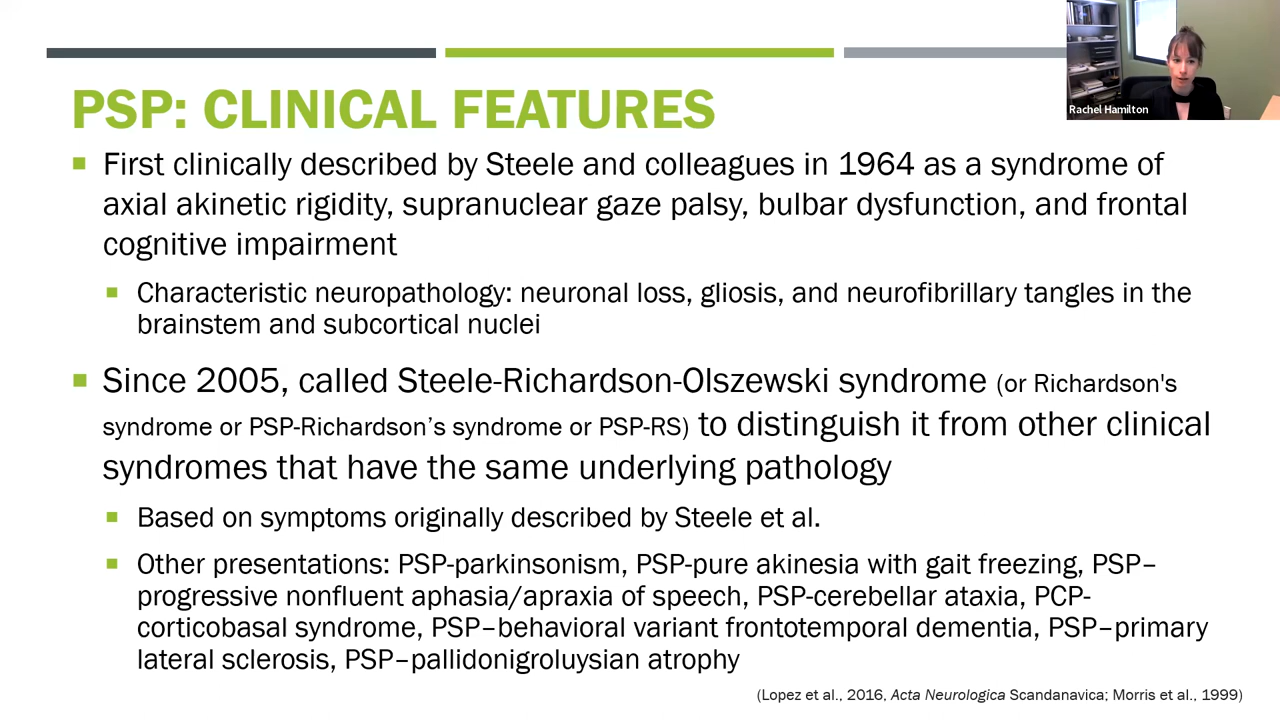 Rachel Hamilton
PSP: CLINICAL FEATURES
First clinically described by Steele and colleagues in 1964 as a syndrome of
axial akinetic rigidity, supranuclear gaze palsy, bulbar dysfunction, and frontal
cognitive impairment
Characteristic neuropathology: neuronal loss, gliosis, and neurofibrillary tangles in the
brainstem and subcortical nuclei
Since 2005, called Steele-Richardson-Olszewski syndrome (or Richardson's
syndrome or PSP-Richardson’s syndrome or PSP-RS) to distinguish it from other clinical
syndromes that have the same underlying pathology
Based on symptoms originally described by Steele et al.
Other presentations: PSP-parkinsonism, PSP-pure akinesia with gait freezing, PSP–
progressive nonfluent aphasia/apraxia of speech, PSP-cerebellar ataxia, PCP-
corticobasal syndrome, PSP–behavioral variant frontotemporal dementia, PSP–primary
lateral sclerosis, PSP–pallidonigroluysian atrophy
(Lopez et al., 2016, Acta Neurologica Scandanavica; Morris et al., 1999)